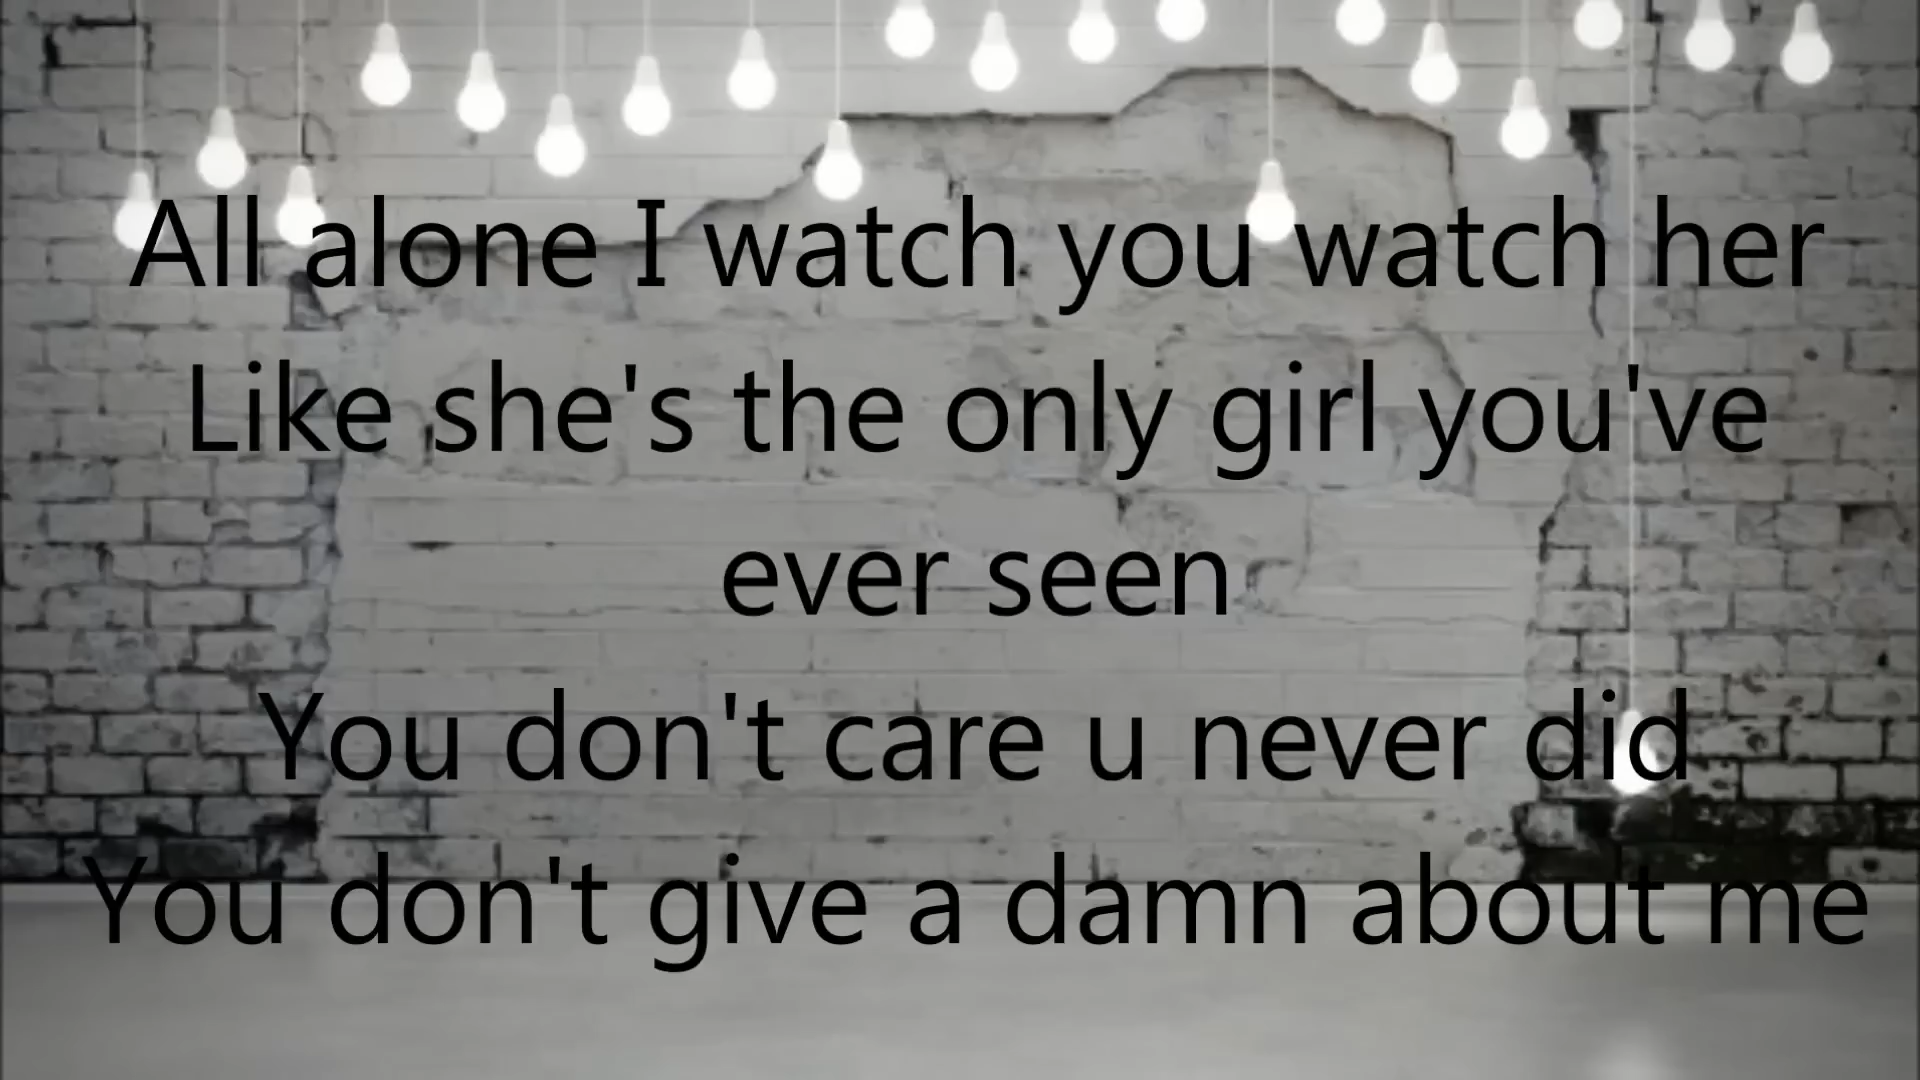 All alone I watch you watch her
Like she's the only girl you've
ever seen
You don't care u never did
You don't give a damn about me